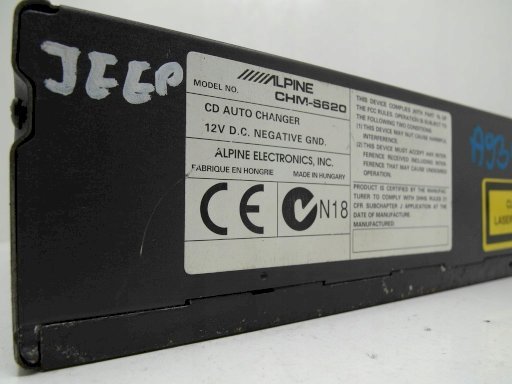 JEEP
MODEL NO.
ALPINE
CHM-S620
CD AUTO CHANGER
12V D.C. NEGATIVE GND.
ALPINE ELECTRONICS, INC.
FABRIQUE EN HONGRIE MADE IN HUNGARY
CE N18
THIS DEVICE COMPLIES WITH PART 15 OF
THE FCC RULES. OPERATION IS SUBJECT TO
THE FOLLOWING TWO CONDITIONS
(1) THIS DEVICE MAY NOT CAUSE HARMFUL
INTERFERENCE.
(2) THIS DEVICE MUST ACCEPT ANY INTER
FERENCE RECEIVED INCLUDING INTER
FERENCE THAT MAY CAUSE UNDESIRED
OPERATION.
PRODUCT IS CERTIFIED BY THE MANUFAC
TURER TO COMPLY WITH DHHS RULES 21
CFR SUBCHAPTER J APPLICABLE AT THE
DATE OF MANUFACTURE
MANUFACTURED:
A93
CL
LASER